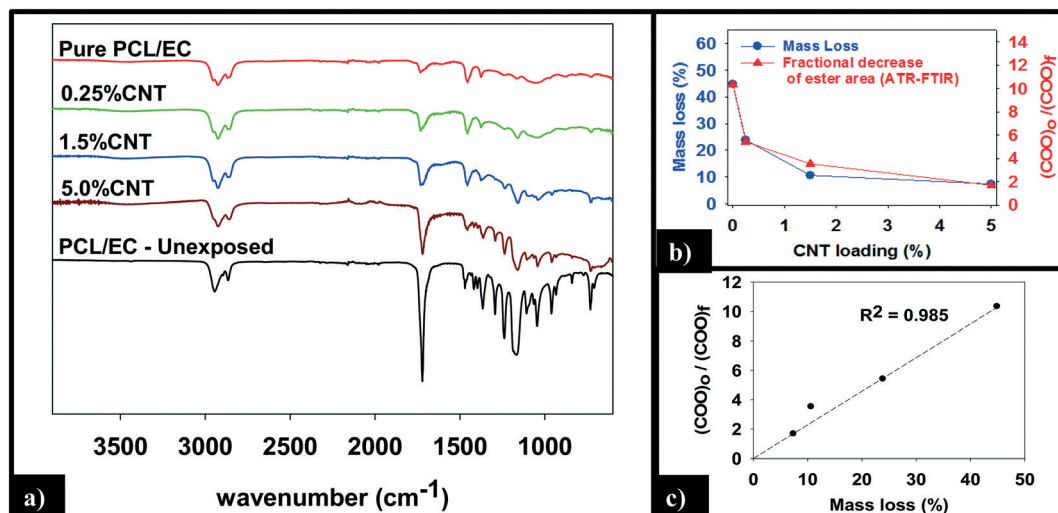 Pure PCL/EC
0.25%CNT
1.5%CNT
5.0%CNT
PCL/EC - Unexposed
3500 3000 2500 2000 1500 1000
wavenumber (cm-1)
a)
60
50
40
30
20
10
0
Mass loss (%)
Mass Loss
Fractional decrease
of ester area (ATR-FTIR)
14
12
10
8
6
4
2
0
(COO)o /(COO)f
0 1 2 3 4 5
CNT loading (%)
b)
12
10
8
6
4
2
0
(COO)o / (COO)f
R2 = 0.985
0 10 20 30 40 50
Mass loss (%)
c)